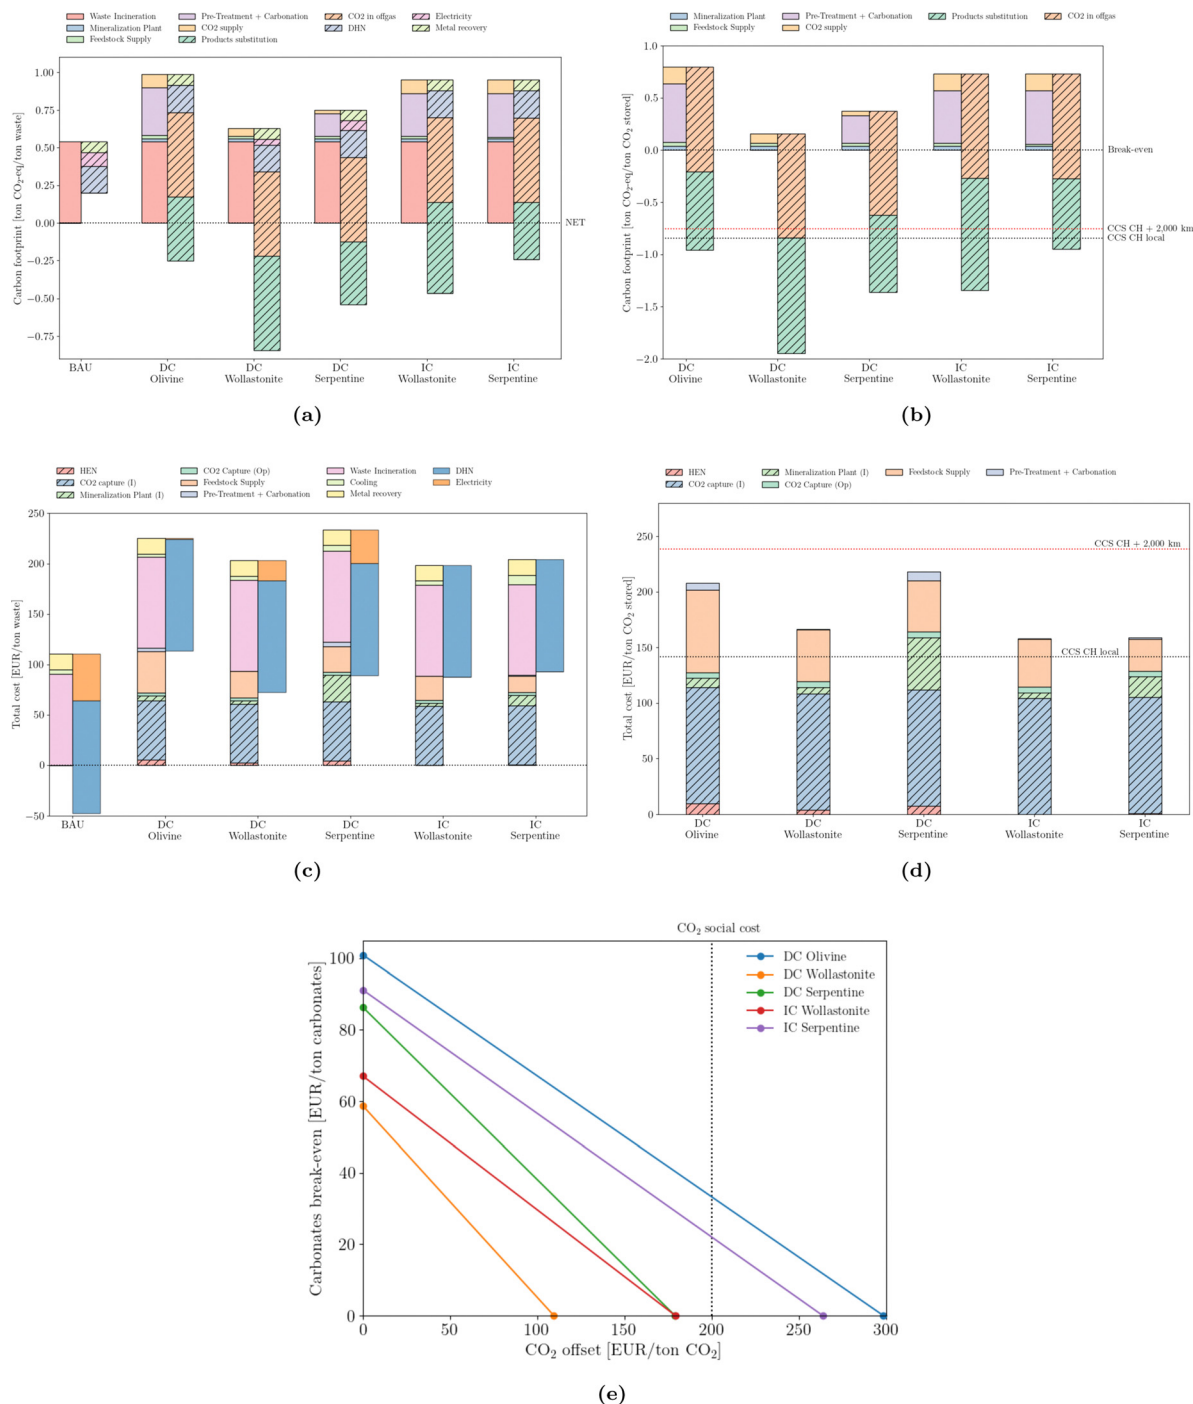 Waste Incineration
Mineralization Plant
Feedstock Supply
Pre-Treatment + Carbonation
CO2 supply
Products substitution
CO2 in offgas
DHN
Electricity
Metal recovery
Carbon footprint [ton CO₂-eq/ton waste]
1.00
0.75
0.50
0.25
0.00
−0.25
−0.50
−0.75
NET
BAU
DC
Olivine
DC
Wollastonite
DC
Serpentine
IC
Wollastonite
IC
Serpentine
(a)
Mineralization Plant
Feedstock Supply
Pre-Treatment + Carbonation
CO2 supply
Products substitution
CO2 in offgas
Carbon footprint [ton CO₂-eq/ton CO₂ stored]
1.0
0.5
0.0
−0.5
−1.0
−1.5
−2.0
Break-even
CCS CH + 2,000 km
CCS CH local
DC
Olivine
DC
Wollastonite
DC
Serpentine
IC
Wollastonite
IC
Serpentine
(b)
HEN
CO2 capture (I)
Mineralization Plant (I)
CO2 Capture (Op)
Feedstock Supply
Pre-Treatment + Carbonation
Waste Incineration
Cooling
Metal recovery
DHN
Electricity
Total cost [EUR/ton waste]
250
200
150
100
50
0
−50
BAU
DC
Olivine
DC
Wollastonite
DC
Serpentine
IC
Wollastonite
IC
Serpentine
(c)
HEN
CO2 capture (I)
Mineralization Plant (I)
CO2 Capture (Op)
Feedstock Supply
Pre-Treatment + Carbonation
Total cost [EUR/ton CO₂ stored]
250
200
150
100
50
0
CCS CH + 2,000 km
CCS CH local
DC
Olivine
DC
Wollastonite
DC
Serpentine
IC
Wollastonite
IC
Serpentine
(d)
CO₂ social cost
DC Olivine
DC Wollastonite
DC Serpentine
IC Wollastonite
IC Serpentine
Carbonates break-even [EUR/ton carbonates]
100
80
60
40
20
0
0
50
100
150
200
250
300
CO₂ offset [EUR/ton CO₂]
(e)